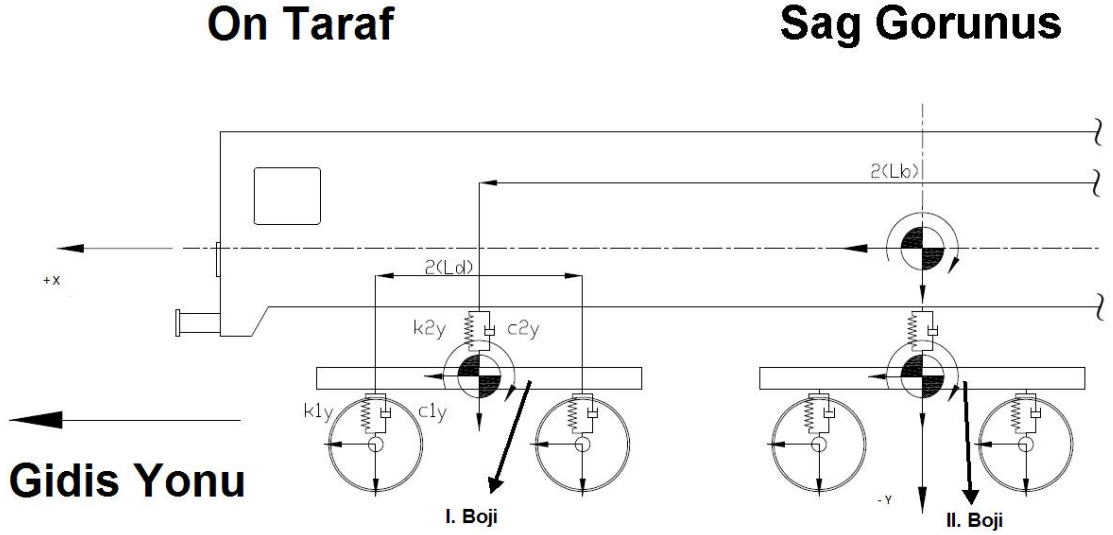 On Taraf
Sag Gorunus
2(Lb)
2(Ld)
+X
k2y
c2y
k1y
c1y
Gidis Yonu
I. Boji
-Y
II. Boji